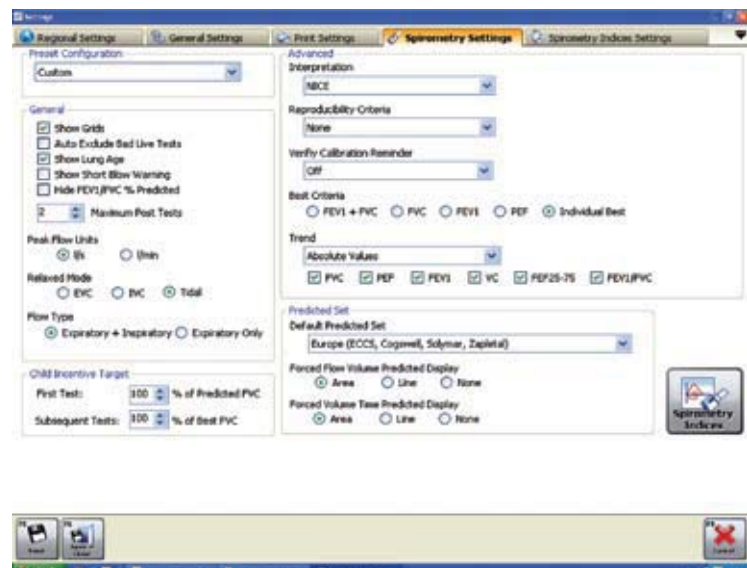 Settings
Regional Settings General Settings Print Settings Spirometry Settings Spirometry Indices Settings
Preset Configuration
Custom
General
Show Grids
Auto Exclude Bad Live Tests
Show Lung Age
Show Short Blow Warning
Hide FEV1/FVC % Predicted
2 Maximum Post Tests
Peak Flow Units
l/s l/min
Relaxed Mode
EVC IVC Tidal
Flow Type
Expiratory + Inspiratory Expiratory Only
Child Incentive Target
First Test: 100 % of Predicted FVC
Subsequent Tests: 100 % of Best FVC
Advanced
Interpretation
NICE
Reproducibility Criteria
None
Verifiy Calibration Reminder
Off
Best Criteria
FEV1 + FVC FVC FEV1 PEF Individual Best
Trend
Absolute Values
FVC PEF FEV1 VC FEF25-75 FEV1/FVC
Predicted Set
Default Predicted Set
Europe (ECCS, Cogswell, Solymar, Zapletal)
Forced Flow Volume Predicted Display
Area Line None
Forced Volume Time Predicted Display
Area Line None
Spirometry
Indices
Cancel